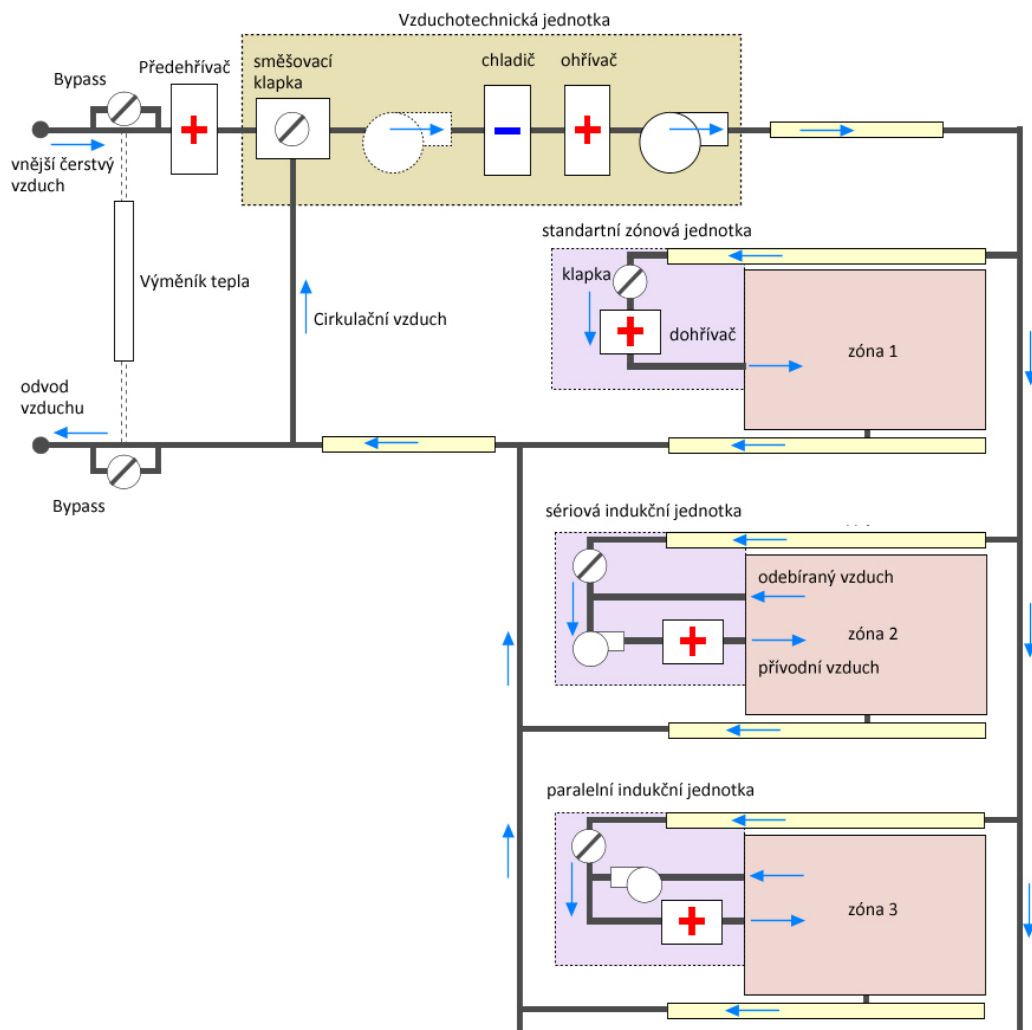 Vzduchotechnická jednotka
Bypass
Předehřívač
směšovací
klapka
chladič
ohřívač
vnější čerstvý
vzduch
standartní zónová jednotka
klapka
Výměník tepla
Cirkulační vzduch
dohřívač
zóna 1
odvod
vzduchu
Bypass
sériová indukční jednotka
odebíraný vzduch
zóna 2
přívodní vzduch
paralelní indukční jednotka
zóna 3